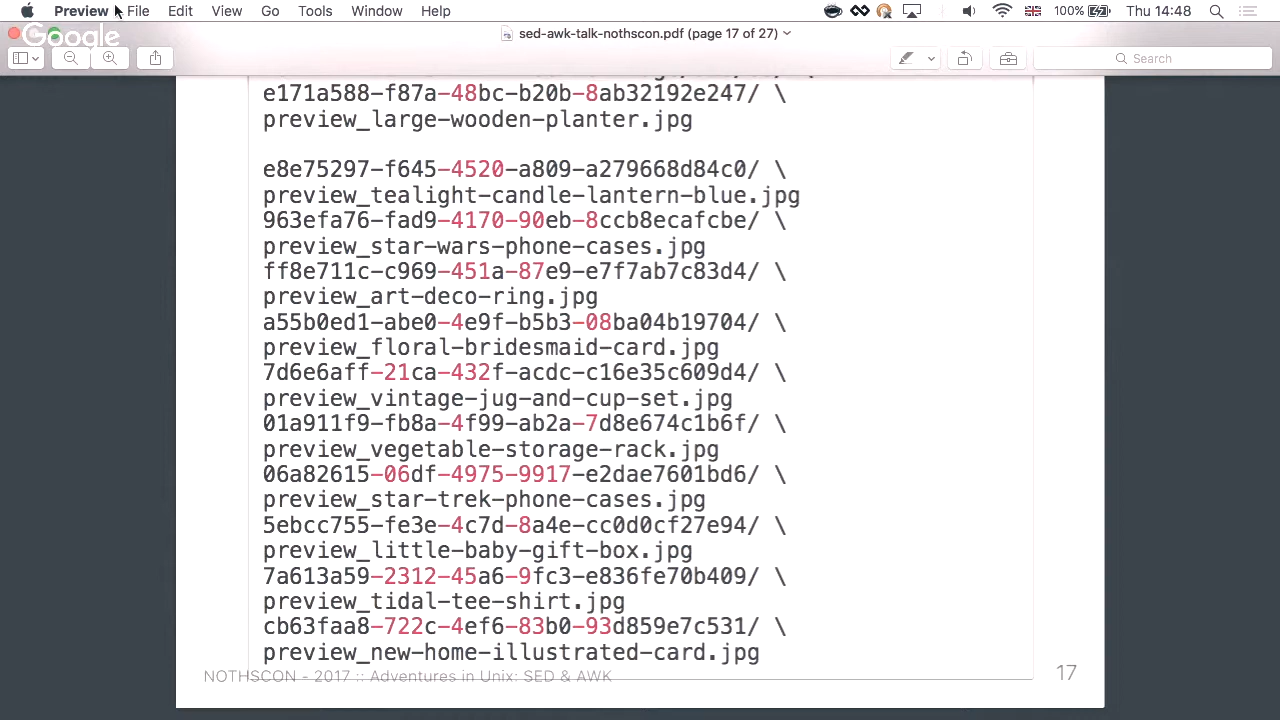 Preview File Edit View Go Tools Window Help 100% Thu 14:48
Google
sed-awk-talk-nothscon.pdf (page 17 of 27)
Search
e171a588-f87a-48bc-b20b-8ab32192e247/ \
preview_large-wooden-planter.jpg
e8e75297-f645-4520-a809-a279668d84c0/ \
preview_tealight-candle-lantern-blue.jpg
963efa76-fad9-4170-90eb-8ccb8ecafcbe/ \
preview_star-wars-phone-cases.jpg
ff8e711c-c969-451a-87e9-e7f7ab7c83d4/ \
preview_art-deco-ring.jpg
a55b0ed1-abe0-4e9f-b5b3-08ba04b19704/ \
preview_floral-bridesmaid-card.jpg
7d6e6aff-21ca-432f-acdc-c16e35c609d4/ \
preview_vintage-jug-and-cup-set.jpg
01a911f9-fb8a-4f99-ab2a-7d8e674c1b6f/ \
preview_vegetable-storage-rack.jpg
06a82615-06df-4975-9917-e2dae7601bd6/ \
preview_star-trek-phone-cases.jpg
5ebcc755-fe3e-4c7d-8a4e-cc0d0cf27e94/ \
preview_little-baby-gift-box.jpg
7a613a59-2312-45a6-9fc3-e836fe70b409/ \
preview_tidal-tee-shirt.jpg
cb63faa8-722c-4ef6-83b0-93d859e7c531/ \
preview_new-home-illustrated-card.jpg
NOTHSCON - 2017 :: Adventures in Unix: SED & AWK 17